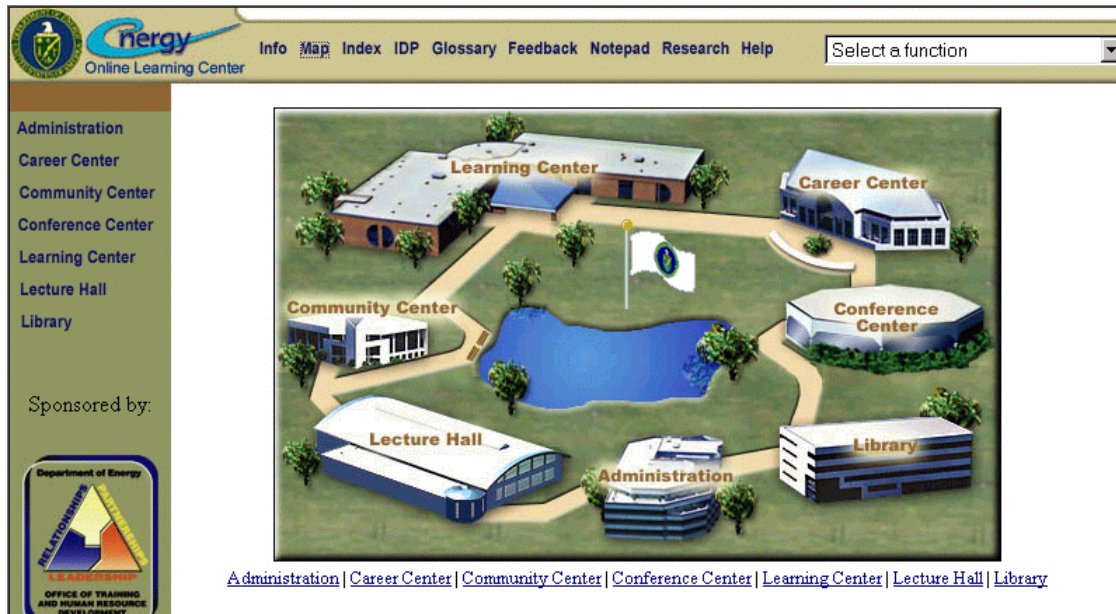 energy
Online Learning Center
Info Map Index IDP Glossary Feedback Notepad Research Help
Select a function
Administration
Career Center
Community Center
Conference Center
Learning Center
Lecture Hall
Library
Sponsored by:
Department of Energy
RELATIONSHIPS
PARTNERSHIPS
LEADERSHIP
OFFICE OF TRAINING
AND HUMAN RESOURCE
DEVELOPMENT
Learning Center
Career Center
Community Center
Conference
Center
Lecture Hall
Library
Administration
Administration | Career Center | Community Center | Conference Center | Learning Center | Lecture Hall | Library